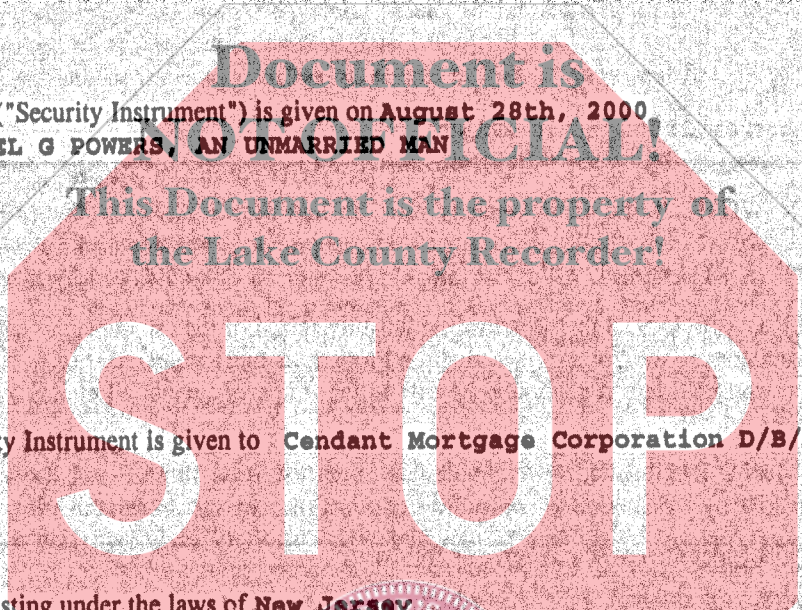 Document is
("Security Instrument") is given on August 28th, 2000
EL G POWERS, AN UNMARRIED MAN
NOT OFFICIAL!
This Document is the property of
the Lake County Recorder!
STOP
y Instrument is given to Cendant Mortgage Corporation D/B/
sting under the laws of New Jersey